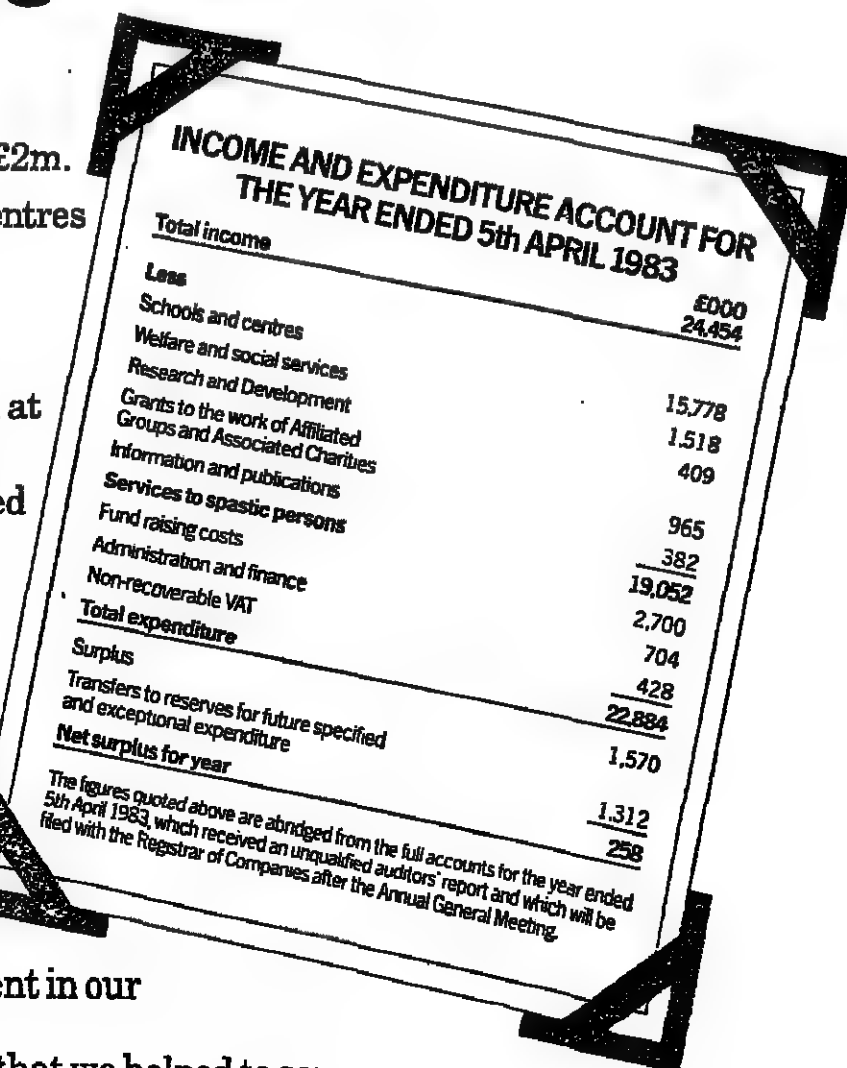 £2m.
entres
at
ed
INCOME AND EXPENDITURE ACCOUNT FOR
THE YEAR ENDED 5th APRIL 1983
£000
Total income 24,454
Less
Schools and centres 15,778
Welfare and social services 1,518
Research and Development 409
Grants to the work of Affiliated
Groups and Associated Charities 965
Information and publications 382
Services to spastic persons 19,052
Fund raising costs 2,700
Administration and finance 704
Non-recoverable VAT 428
Total expenditure 22,884
Surplus 1,570
Transfers to reserves for future specified
and exceptional expenditure 1,312
Net surplus for year 258
The figures quoted above are abridged from the full accounts for the year ended
5th April 1983, which received an unqualified auditors' report and which will be
filed with the Registrar of Companies after the Annual General Meeting.
ent in our
that we helped to